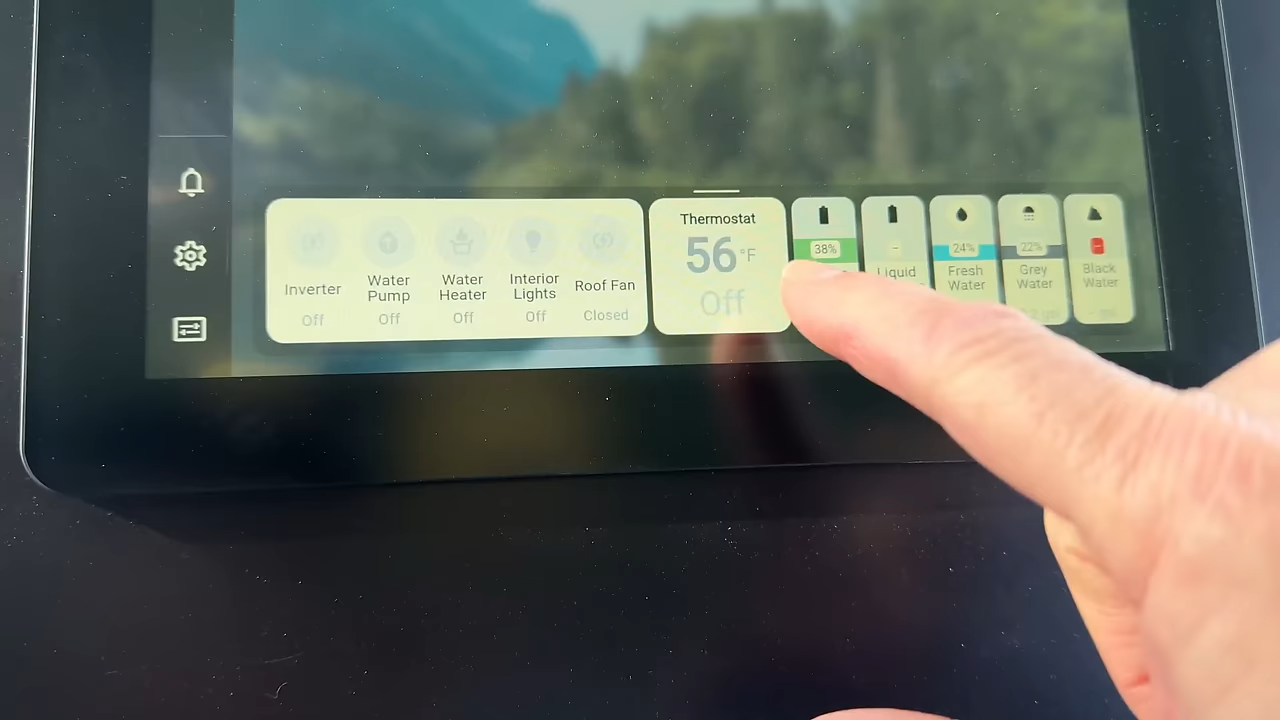 Inverter
Off
Water
Pump
Off
Water
Heater
Off
Interior
Lights
Off
Roof Fan
Closed
Thermostat
56 °F
Off
38%
Liquid
24%
Fresh
Water
22%
Grey
Water
Black
Water